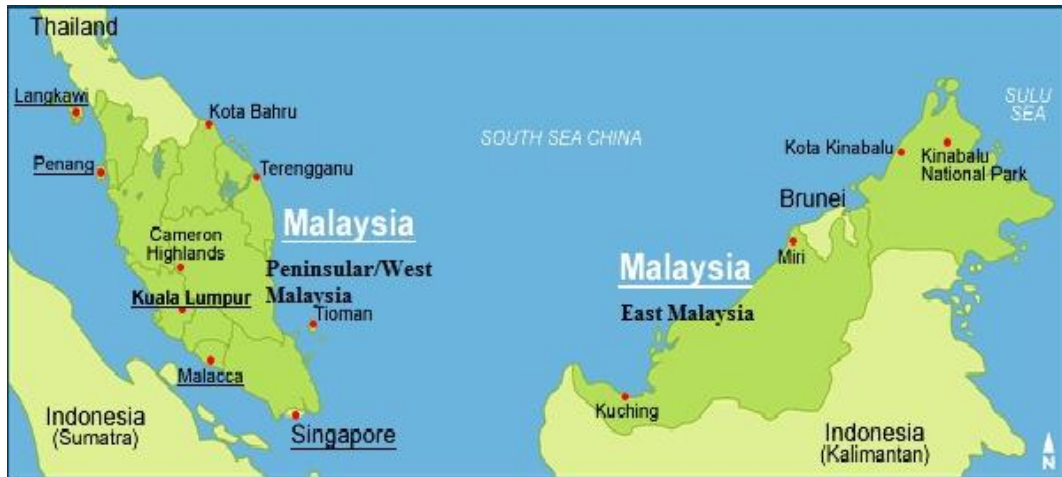 Thailand
Langkawi
Kota Bahru
Penang
Terengganu
Cameron
Highlands
Malaysia
Peninsular/West
Malaysia
Kuala Lumpur
Tioman
Malacca
Singapore
Indonesia
(Sumatra)
SOUTH SEA CHINA
SULU
SEA
Kota Kinabalu
Kinabalu
National Park
Brunei
Miri
Malaysia
East Malaysia
Kuching
Indonesia
(Kalimantan)
N